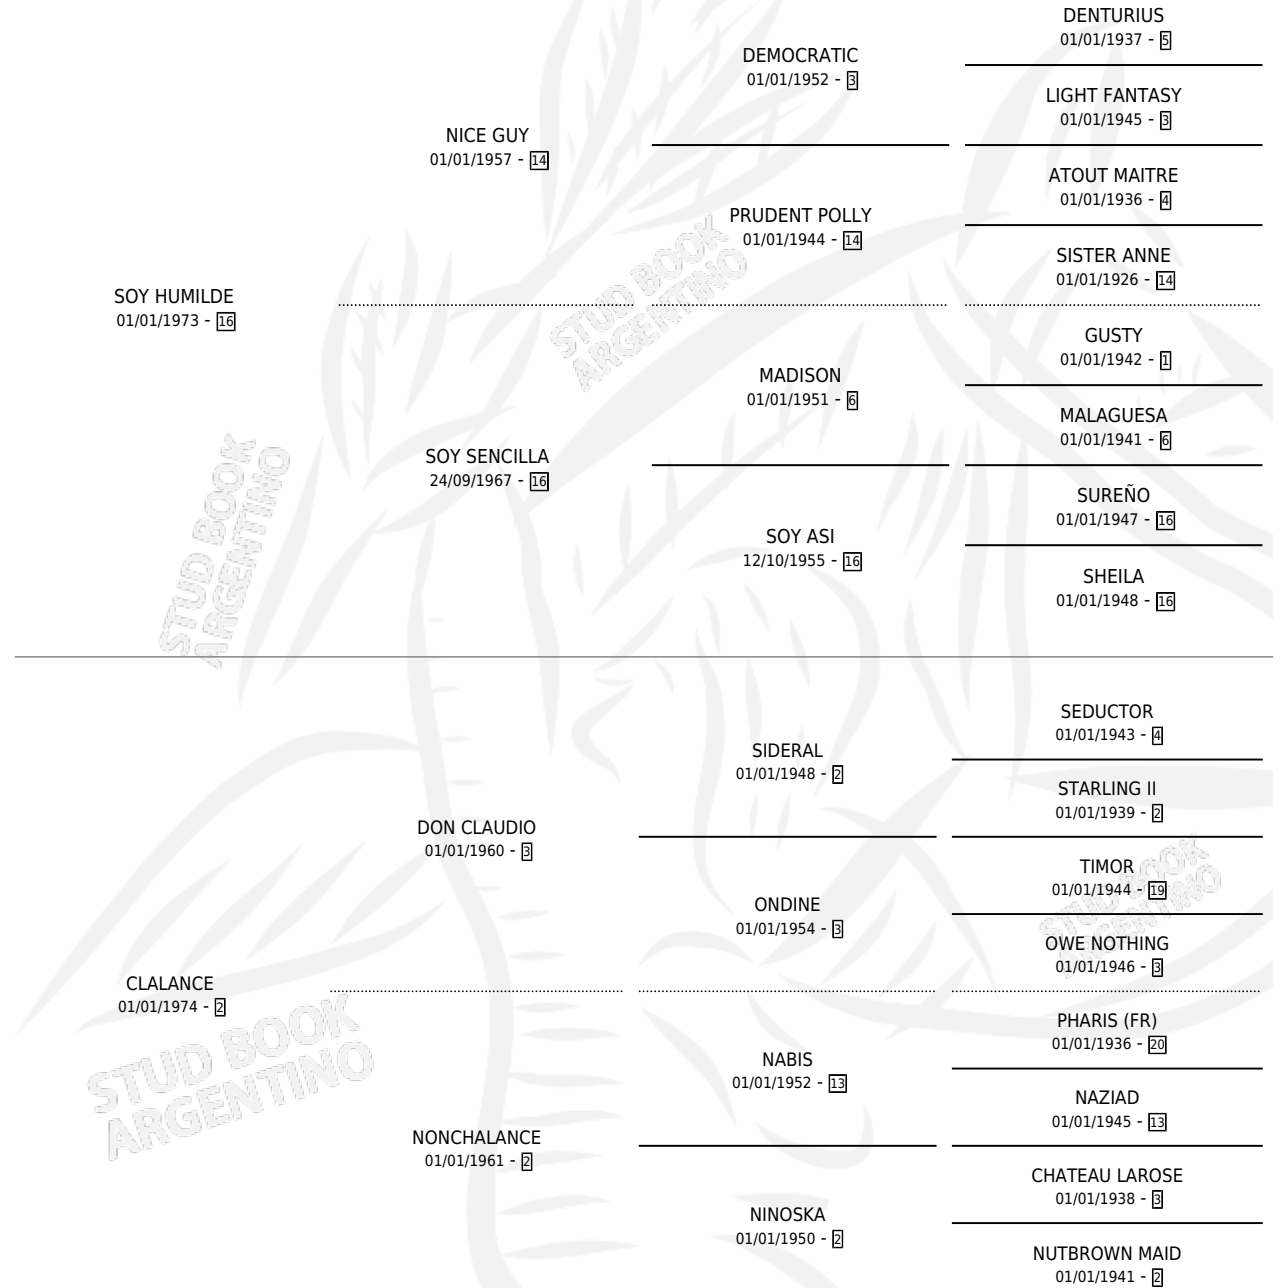 DENTURIUS
01/01/1937 - 5
DEMOCRATIC
01/01/1952 - 3
LIGHT FANTASY
01/01/1945 - 3
NICE GUY
01/01/1957 - 14
ATOUT MAITRE
01/01/1936 - 4
PRUDENT POLLY
01/01/1944 - 14
SISTER ANNE
01/01/1926 - 14
SOY HUMILDE
01/01/1973 - 16
STUD BOOK
ARGENTINO
GUSTY
01/01/1942 - 1
MADISON
01/01/1951 - 6
MALAGUESA
01/01/1941 - 6
SOY SENCILLA
24/09/1967 - 16
SUREÑO
01/01/1947 - 16
SOY ASI
12/10/1955 - 16
SHEILA
01/01/1948 - 16
STUD BOOK
ARGENTINO
SEDUCTOR
01/01/1943 - 4
SIDERAL
01/01/1948 - 2
STARLING II
01/01/1939 - 2
DON CLAUDIO
01/01/1960 - 3
TIMOR
01/01/1944 - 19
ONDINE
01/01/1954 - 3
OWE NOTHING
01/01/1946 - 3
STUD BOOK
ARGENTINO
CLALANCE
01/01/1974 - 2
PHARIS (FR)
01/01/1936 - 20
NABIS
01/01/1952 - 13
NAZIAD
01/01/1945 - 13
STUD BOOK
ARGENTINO
NONCHALANCE
01/01/1961 - 2
CHATEAU LAROSE
01/01/1938 - 3
NINOSKA
01/01/1950 - 2
NUTBROWN MAID
01/01/1941 - 2